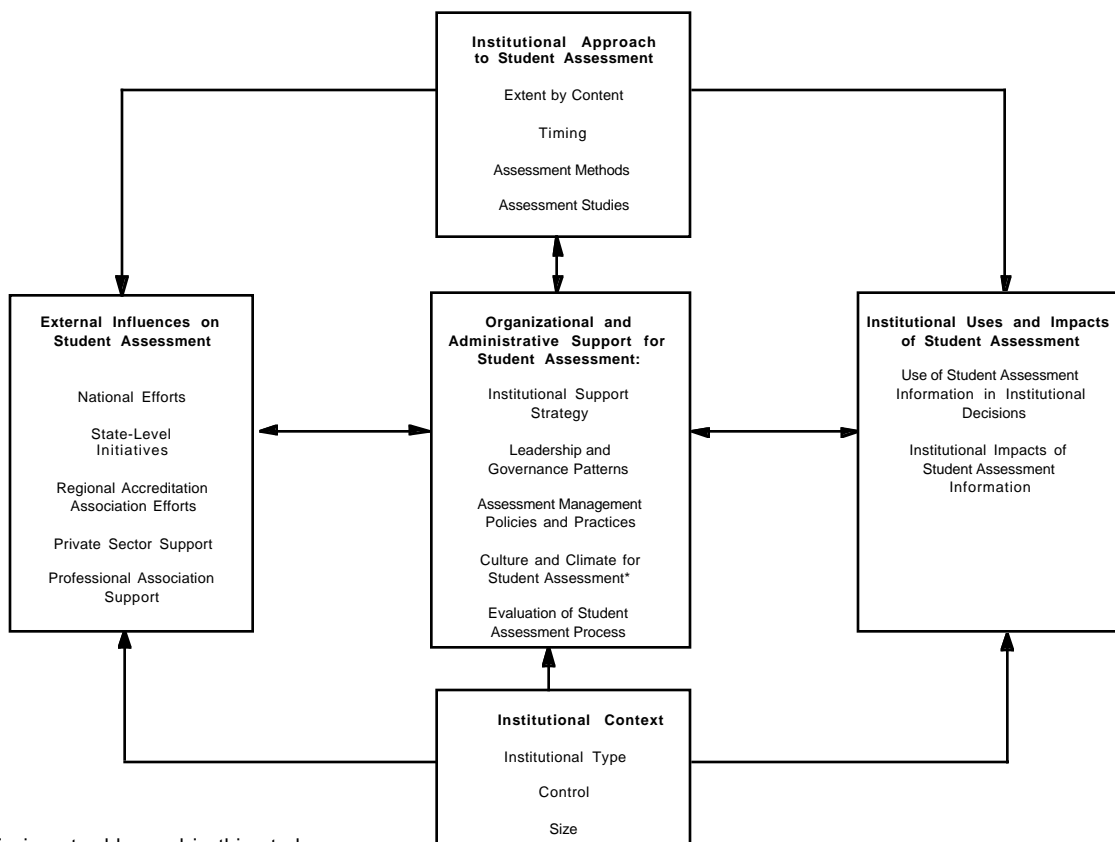 Institutional Approach
to Student Assessment
Extent by Content
Timing
Assessment Methods
Assessment Studies
External Influences on
Student Assessment
National Efforts
State-Level
Initiatives
Regional Accreditation
Association Efforts
Private Sector Support
Professional Association
Support
Organizational and
Administrative Support for
Student Assessment:
Institutional Support
Strategy
Leadership and
Governance Patterns
Assessment Management
Policies and Practices
Culture and Climate for
Student Assessment*
Evaluation of Student
Assessment Process
Institutional Uses and Impacts
of Student Assessment
Use of Student Assessment
Information in Institutional
Decisions
Institutional Impacts of
Student Assessment
Information
Institutional Context
Institutional Type
Control
Size